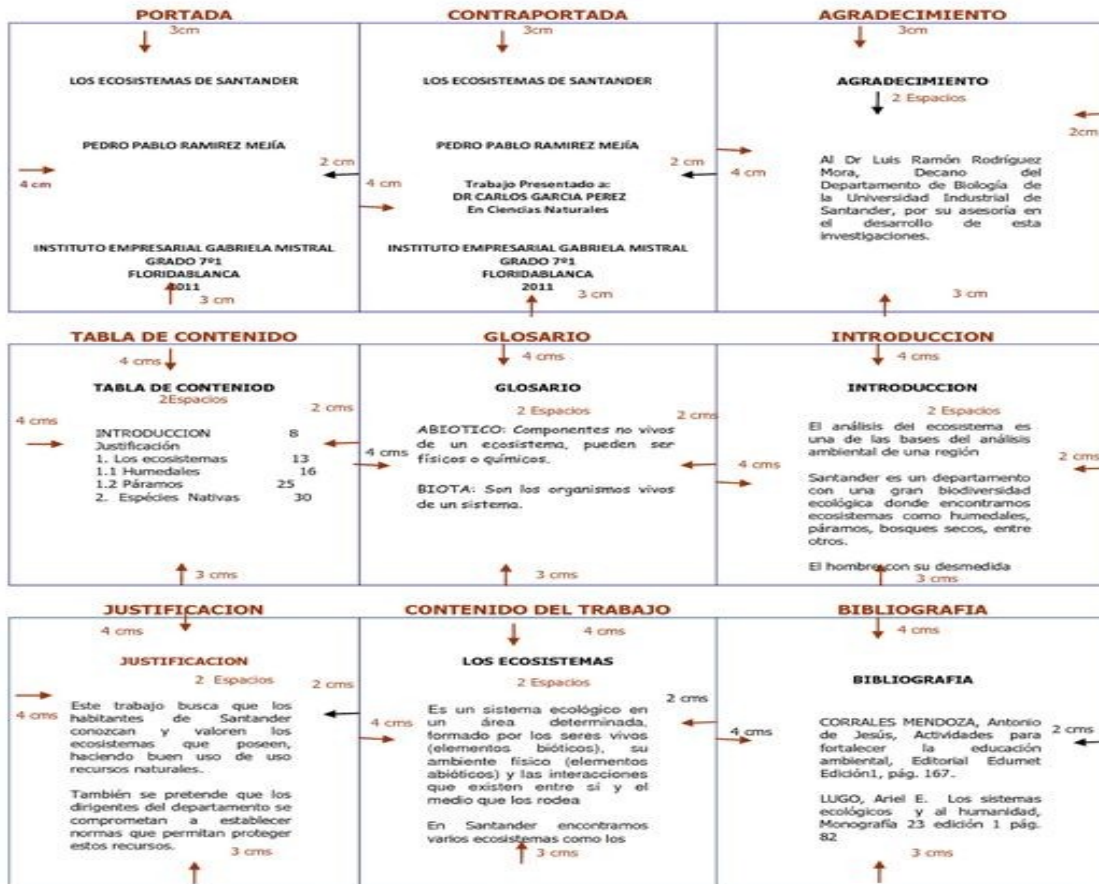 PORTADA
3cm
LOS ECOSISTEMAS DE SANTANDER
PEDRO PABLO RAMIREZ MEJÍA
4 cm
2 cm
INSTITUTO EMPRESARIAL GABRIELA MISTRAL
GRADO 7º1
FLORIDABLANCA
2011
3 cm
CONTRAPORTADA
3cm
LOS ECOSISTEMAS DE SANTANDER
PEDRO PABLO RAMIREZ MEJÍA
4 cm
2 cm
Trabajo Presentado a:
DR CARLOS GARCIA PEREZ
En Ciencias Naturales
INSTITUTO EMPRESARIAL GABRIELA MISTRAL
GRADO 7º1
FLORIDABLANCA
2011
3 cm
AGRADECIMIENTO
3cm
AGRADECIMIENTO
2 Espacios
2cm
4 cm
Al Dr Luis Ramón Rodríguez
Mora, Decano del
Departamento de Biología de
la Universidad Industrial de
Santander, por su asesoría en
el desarrollo de esta
investigaciones.
3 cm
TABLA DE CONTENIDO
4 cms
TABLA DE CONTENIOD
2Espacios
4 cms
2 cms
INTRODUCCION 8
Justificación
1. Los ecosistemas 13
1.1 Humedales 16
1.2 Páramos 25
2. Espécies Nativas 30
3 cms
GLOSARIO
4 cms
GLOSARIO
2 Espacios
2 cms
4 cms
ABIOTICO: Componentes no vivos
de un ecosistema, pueden ser
físicos o químicos.
BIOTA: Son los organismos vivos
de un sistema.
3 cms
INTRODUCCION
4 cms
INTRODUCCION
2 Espacios
4 cms
2 cms
El análisis del ecosistema es
una de las bases del análisis
ambiental de una región
Santander es un departamento
con una gran biodiversidad
ecológica donde encontramos
ecosistemas como humedales,
páramos, bosques secos, entre
otros.
El hombre con su desmedida
3 cms
JUSTIFICACION
4 cms
JUSTIFICACION
2 Espacios
2 cms
4 cms
Este trabajo busca que los
habitantes de Santander
conozcan y valoren los
ecosistemas que poseen,
haciendo buen uso de uso
recursos naturales.
También se pretende que los
dirigentes del departamento se
comprometan a establecer
normas que permitan proteger
estos recursos.
3 cms
CONTENIDO DEL TRABAJO
4 cms
LOS ECOSISTEMAS
2 Espacios
2 cms
4 cms
Es un sistema ecológico en
un área determinada,
formado por los seres vivos
(elementos bióticos), su
ambiente físico (elementos
abióticos) y las interacciones
que existen entre sí y el
medio que los rodea
En Santander encontramos
varios ecosistemas como los
3 cms
BIBLIOGRAFIA
4 cms
BIBLIOGRAFIA
4 cms
2 cms
CORRALES MENDOZA, Antonio
de Jesús, Actividades para
fortalecer la educación
ambiental, Editorial Edumet
Edición1, pág. 167.
LUGO, Ariel E. Los sistemas
ecológicos y al humanidad,
Monografía 23 edición 1 pág.
82
3 cms